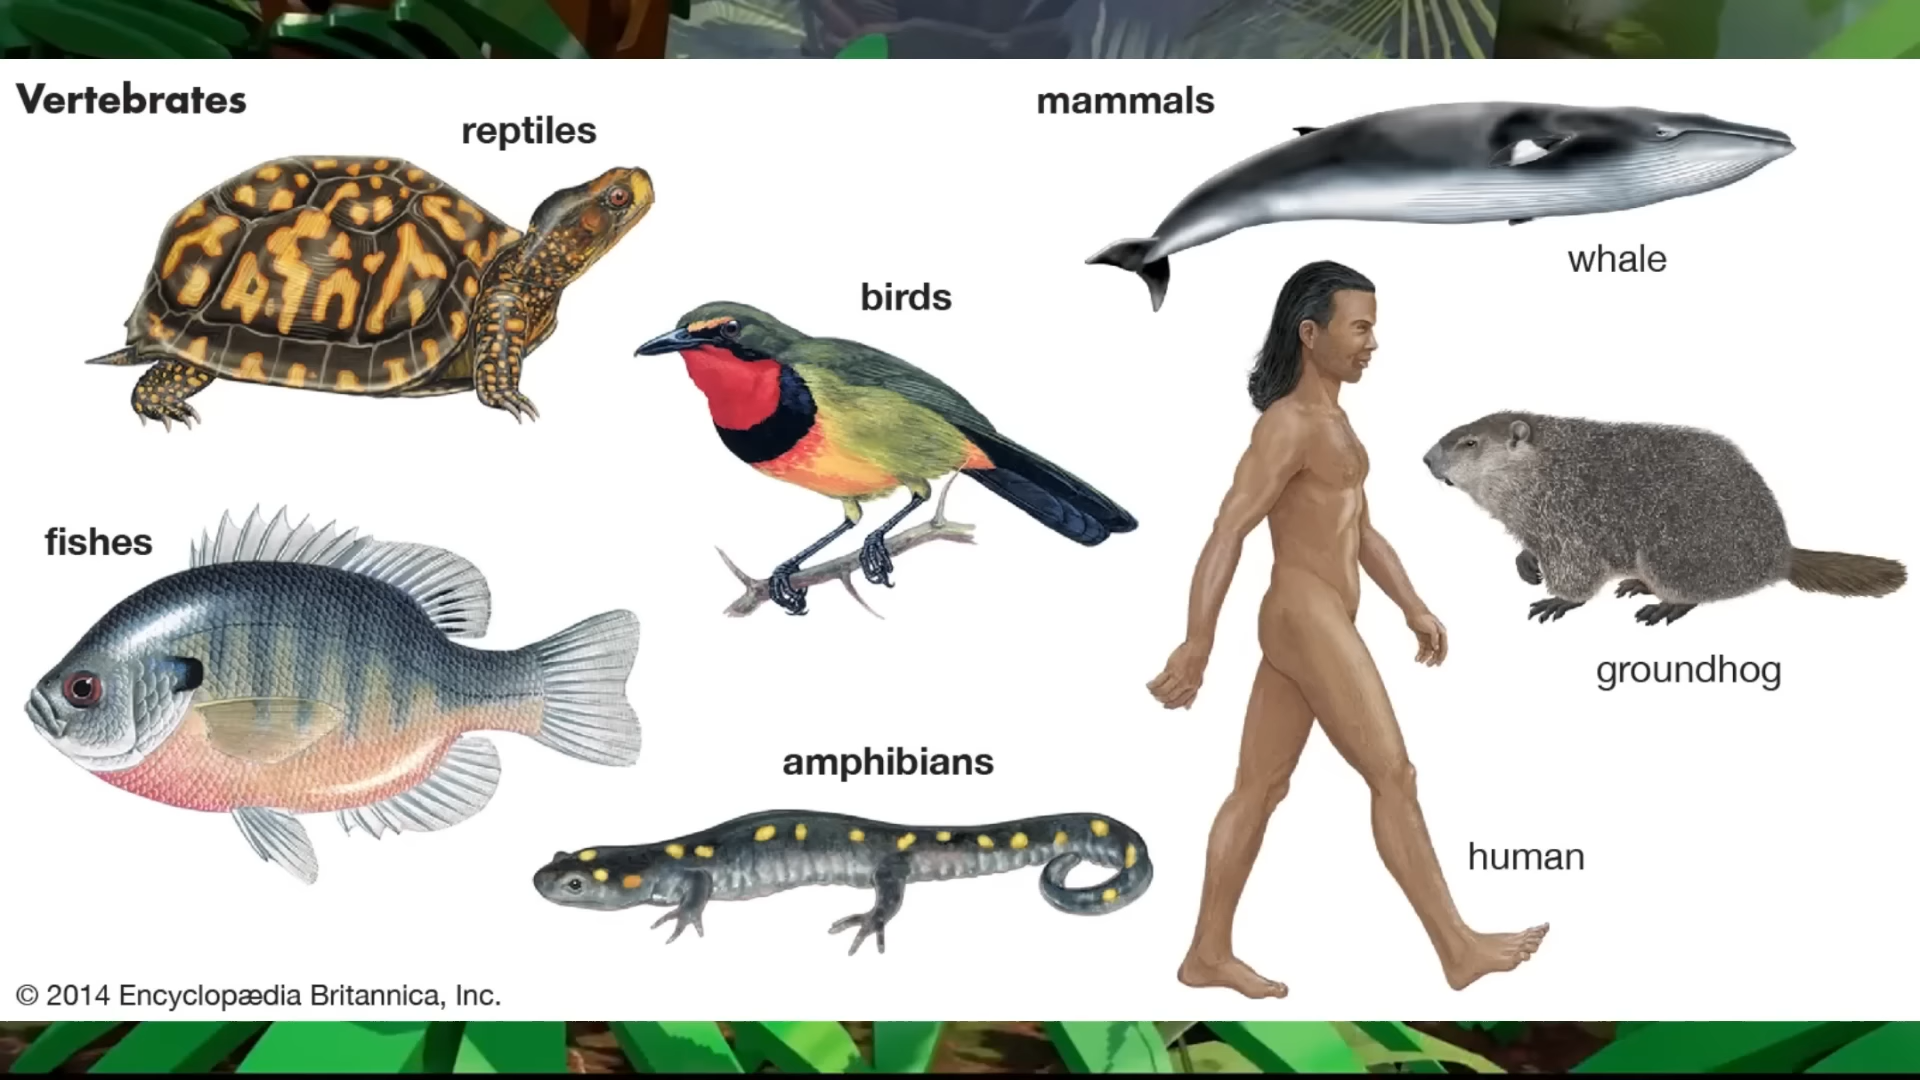 Vertebrates
reptiles
mammals
whale
birds
fishes
groundhog
amphibians
human
© 2014 Encyclopædia Britannica, Inc.